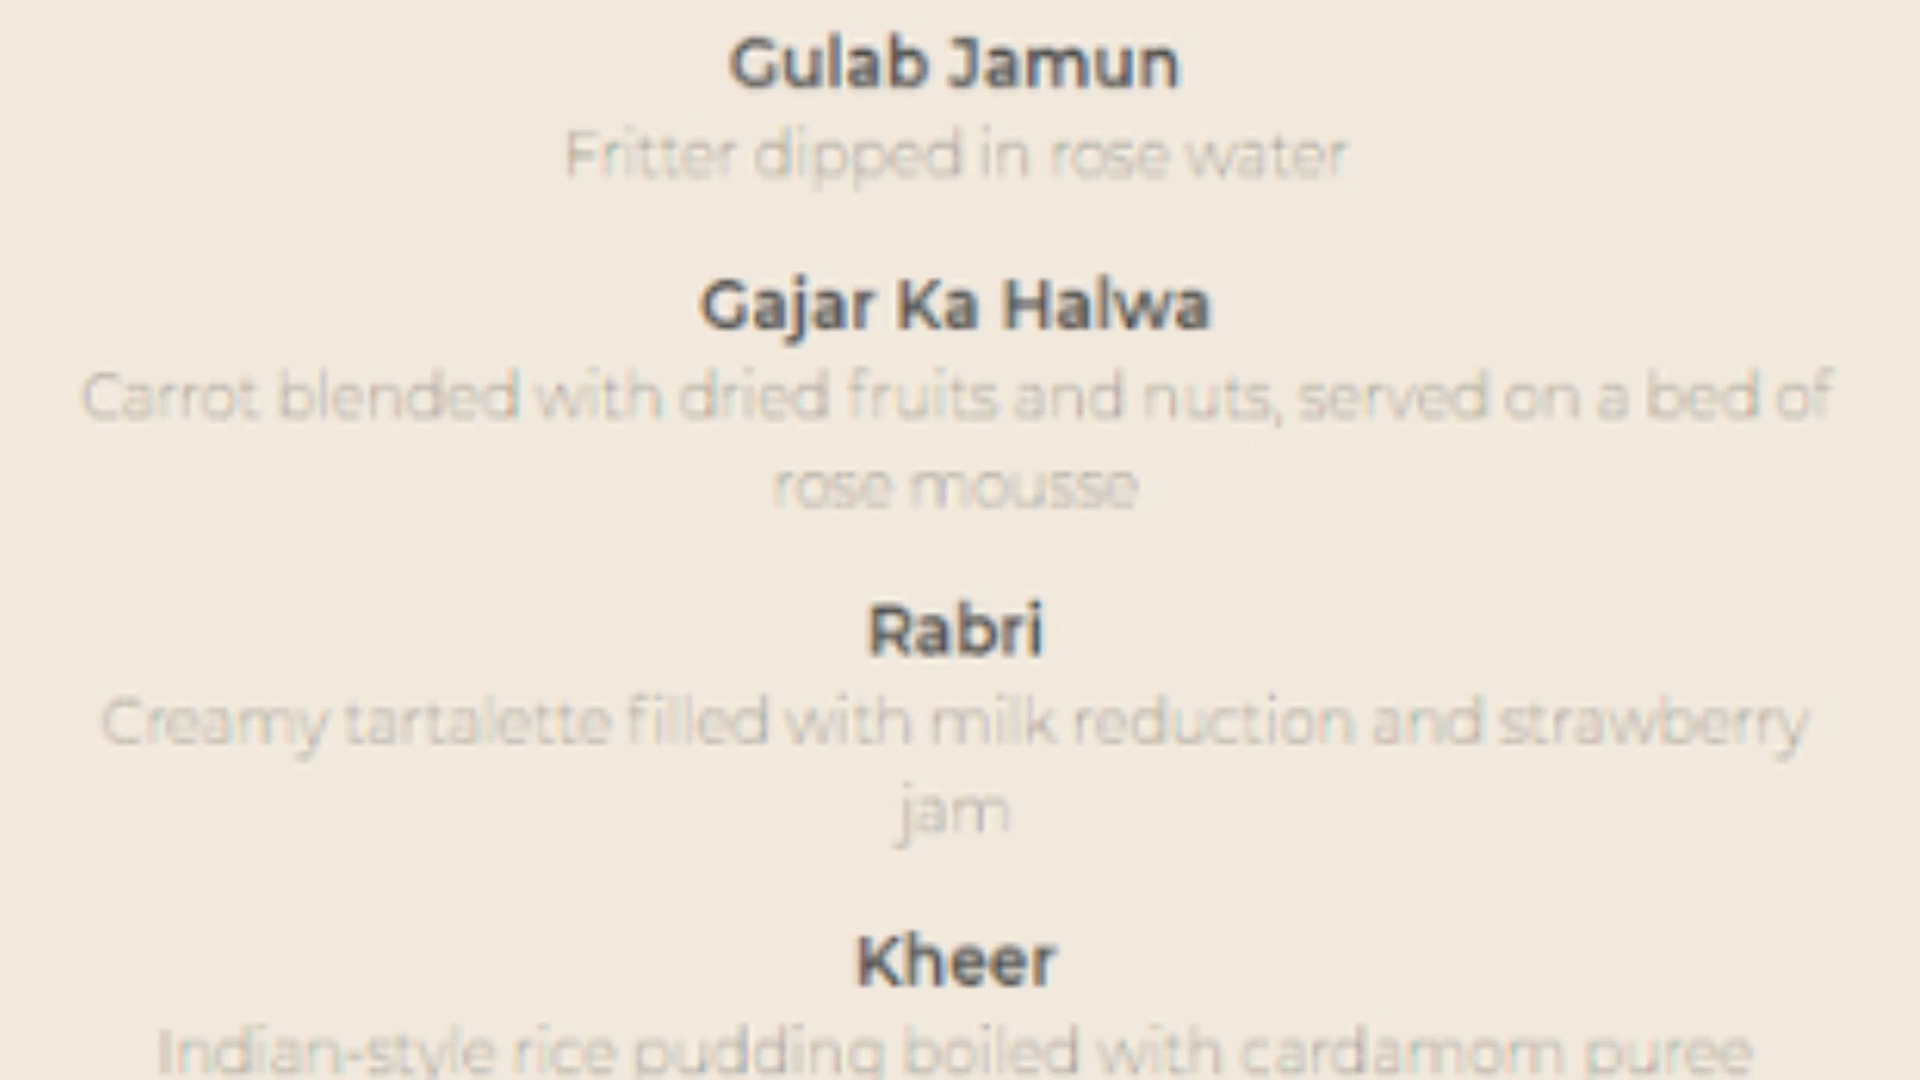 Gulab Jamun
Fritter dipped in rose water
Gajar Ka Halwa
Carrot blended with dried fruits and nuts, served on a bed of
rose mousse
Rabri
Creamy tartalette filled with milk reduction and strawberry
jam
Kheer
Indian-style rice pudding boiled with cardamom puree